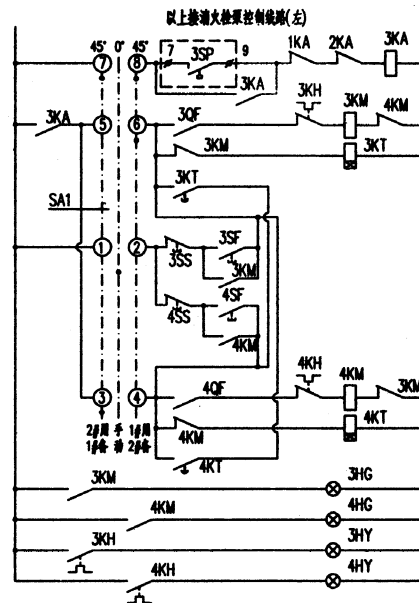 以上接消火栓泵控制线路(左)
45° 0° 45°
7 8 7 3SP 9 1KA 2KA 3KA
3KA
3KA 5 6 3QF 3KH 3KM 4KM
3KM 3KT
3KT
SA1
1 2 3SS 3SF
3KM
4SS 4SF
4KM
3 4 4QF 4KH 4KM 3KM
4KM 4KT
4KT
2#用 手 1#用
1#备 动 2#备
3KM 3HG
4KM 4HG
3KH 3HY
4KH 4HY